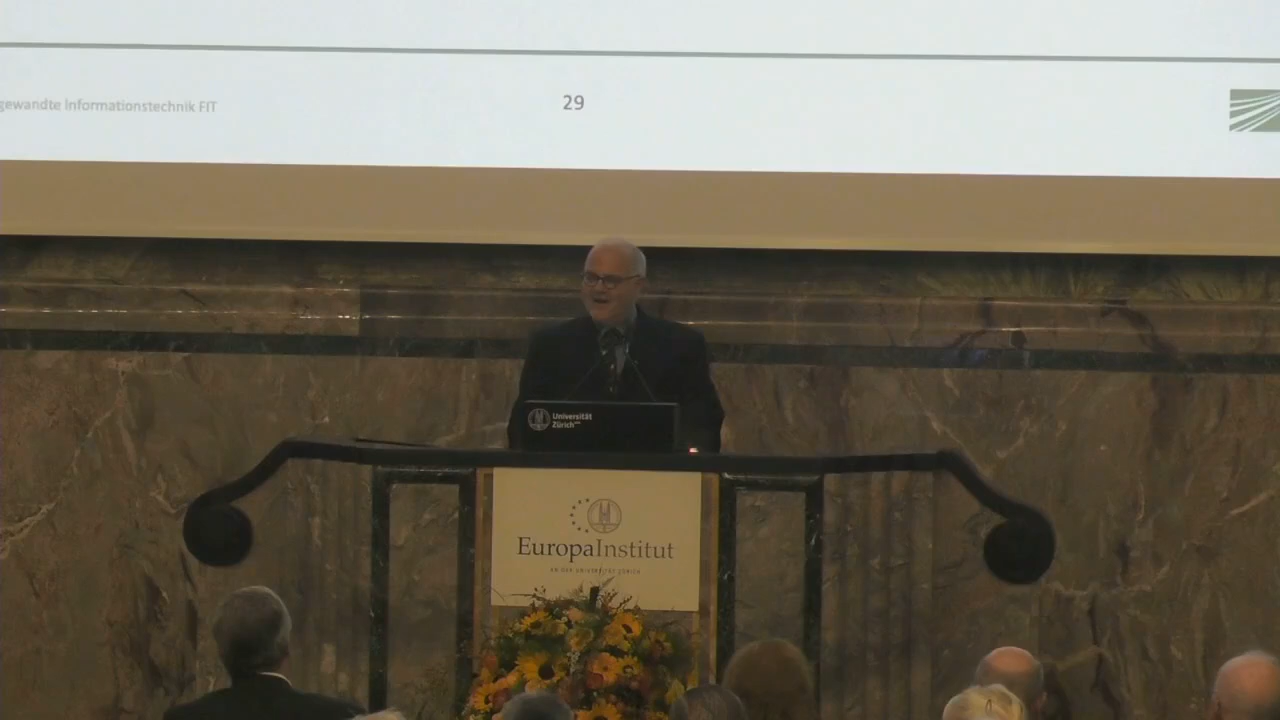 gewandte Informationstechnik FIT
29
Universität
Zürich
EuropaInstitut
AN DER UNIVERSITÄT ZÜRICH